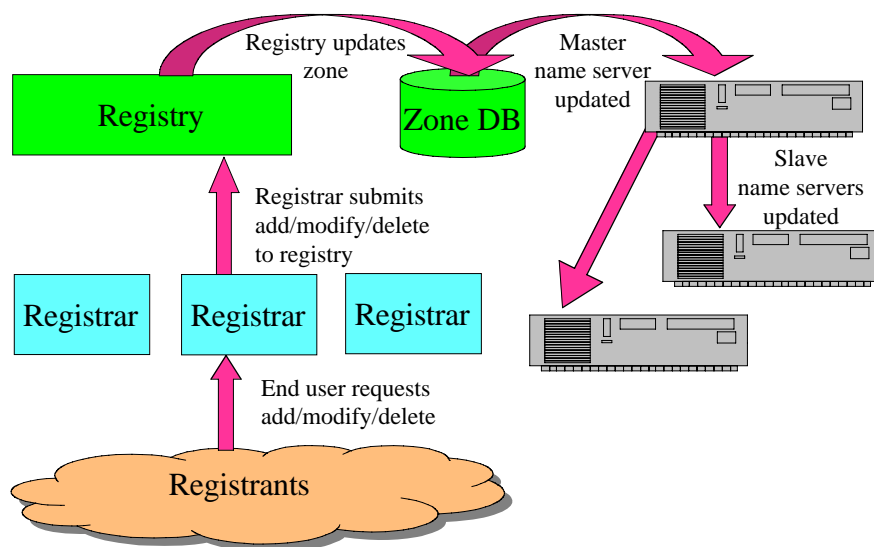 Registry updates
zone
Master
name server
updated
Registry
Zone DB
Slave
name servers
updated
Registrar submits
add/modify/delete
to registry
Registrar
Registrar
Registrar
End user requests
add/modify/delete
Registrants